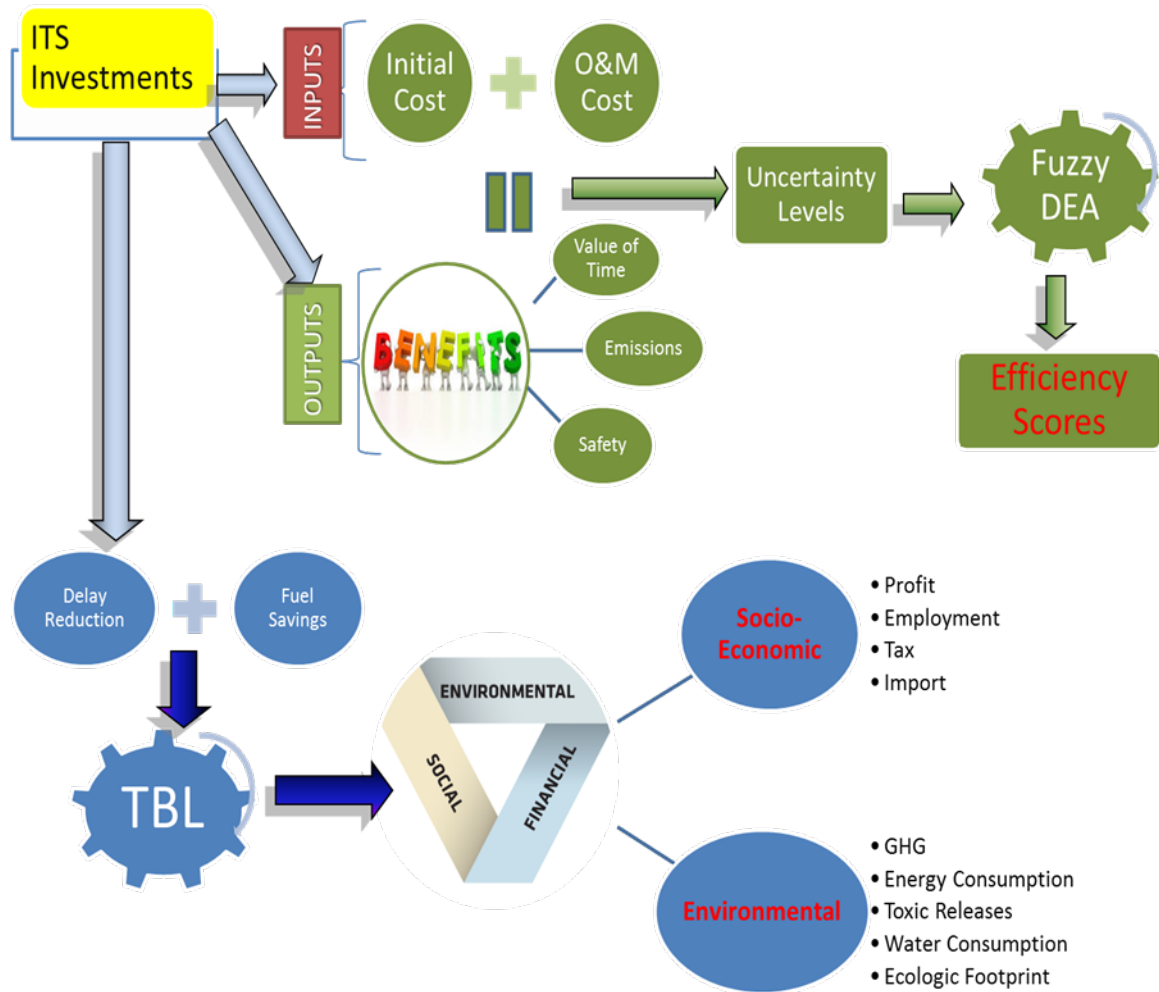 ITS
Investments
INPUTS
Initial
Cost
O&M
Cost
Uncertainty
Levels
Fuzzy
DEA
Value of
Time
OUTPUTS
BENEFITS
Emissions
Safety
Efficiency
Scores
Delay
Reduction
Fuel
Savings
Socio-
Economic
• Profit
• Employment
• Tax
• Import
ENVIRONMENTAL
SOCIAL
FINANCIAL
TBL
Environmental
• GHG
• Energy Consumption
• Toxic Releases
• Water Consumption
• Ecologic Footprint